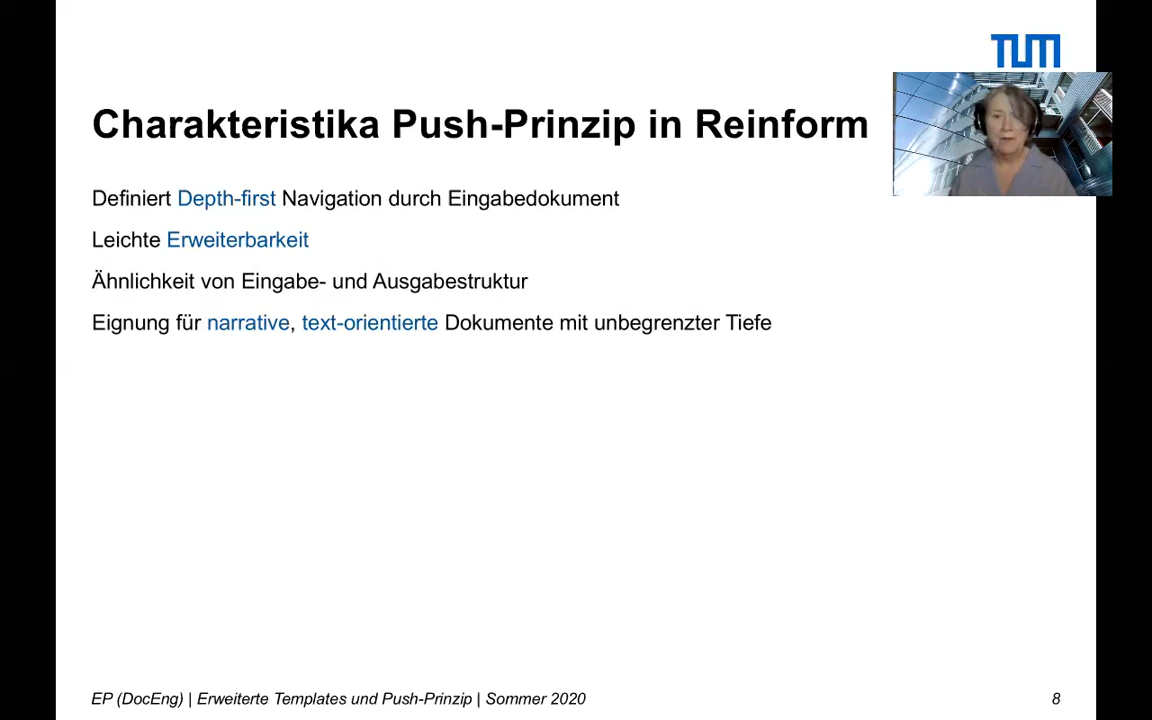 TUM
Charakteristika Push-Prinzip in Reinform
Definiert Depth-first Navigation durch Eingabedokument
Leichte Erweiterbarkeit
Ähnlichkeit von Eingabe- und Ausgabestruktur
Eignung für narrative, text-orientierte Dokumente mit unbegrenzter Tiefe
EP (DocEng) | Erweiterte Templates und Push-Prinzip | Sommer 2020
8